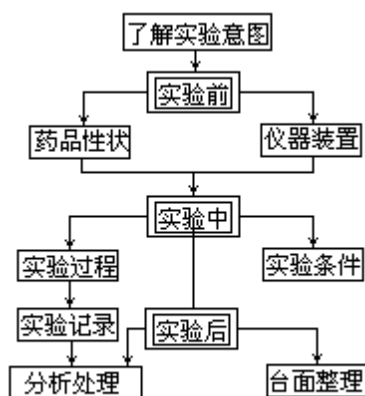 了解实验意图
实验前
药品性状
仪器装置
实验中
实验过程
实验条件
实验记录
实验后
分析处理
台面整理